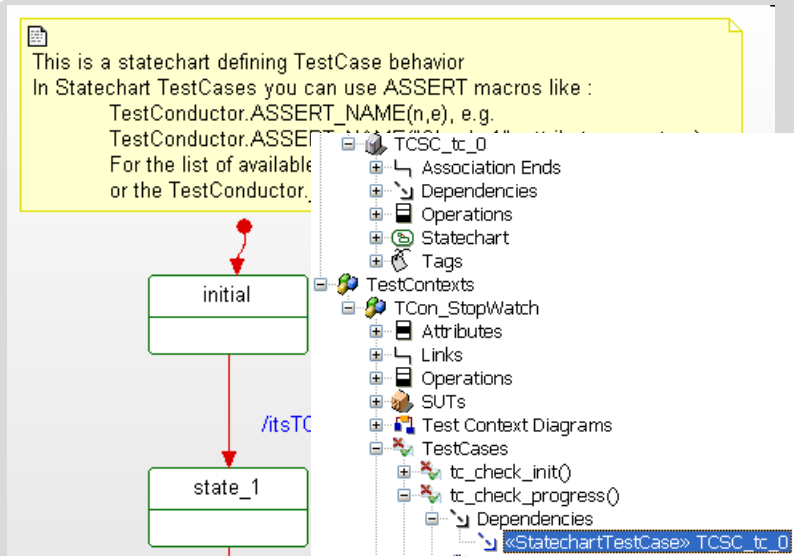 This is a statechart defining TestCase behavior
In Statechart TestCases you can use ASSERT macros like :
TestConductor.ASSERT_NAME(n,e), e.g.
TestConductor.ASSERT
For the list of available
or the TestConductor.
initial
/itsTC
state_1
TCSC_tc_0
Association Ends
Dependencies
Operations
Statechart
Tags
TestContexts
TCon_StopWatch
Attributes
Links
Operations
SUTs
Test Context Diagrams
TestCases
tc_check_init()
tc_check_progress()
Dependencies
«StatechartTestCase» TCSC_tc_0